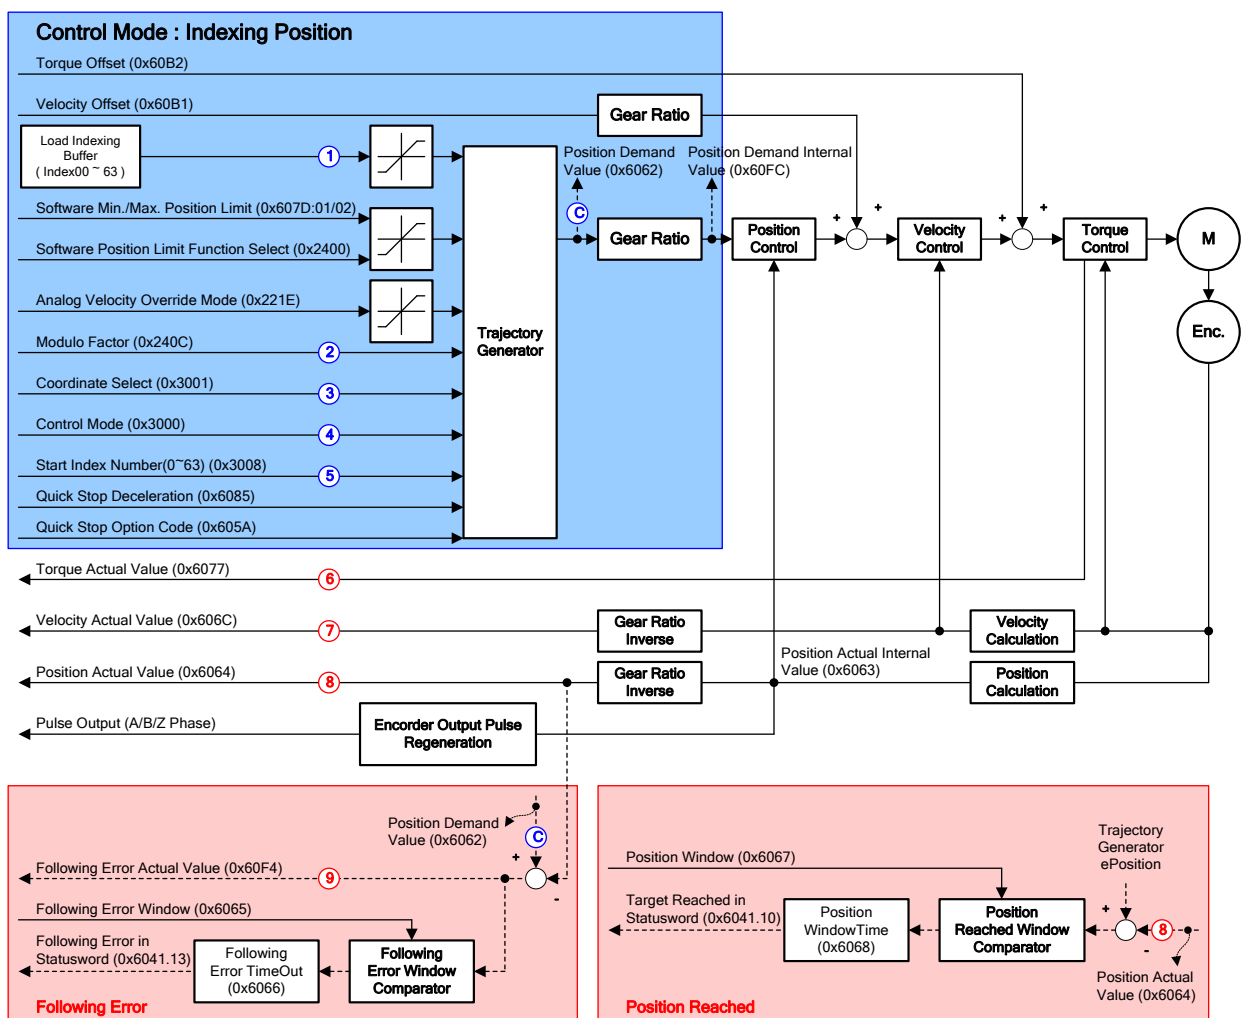 Control Mode : Indexing Position
Torque Offset (0x60B2)
Velocity Offset (0x60B1)
Gear Ratio
Load Indexing
Buffer
( Index00 ~ 63 )
1
Position Demand
Value (0x6062)
Position Demand Internal
Value (0x60FC)
Software Min./Max. Position Limit (0x607D:01/02)
C
Software Position Limit Function Select (0x2400)
Gear Ratio
Position
Control
+
+
Velocity
Control
+
+
Torque
Control
M
Analog Velocity Override Mode (0x221E)
Trajectory
Generator
Enc.
Modulo Factor (0x240C)
2
Coordinate Select (0x3001)
3
Control Mode (0x3000)
4
Start Index Number(0~63) (0x3008)
5
Quick Stop Deceleration (0x6085)
Quick Stop Option Code (0x605A)
Torque Actual Value (0x6077)
6
Velocity Actual Value (0x606C)
7
Gear Ratio
Inverse
Velocity
Calculation
Position Actual Value (0x6064)
8
Gear Ratio
Inverse
Position Actual Internal
Value (0x6063)
Position
Calculation
Pulse Output (A/B/Z Phase)
Encorder Output Pulse
Regeneration
Position Demand
Value (0x6062)
C
+
-
Following Error Actual Value (0x60F4)
9
Following Error Window (0x6065)
Following Error in
Statusword (0x6041.13)
Following
Error TimeOut
(0x6066)
Following
Error Window
Comparator
Following Error
Trajectory
Generator
ePosition
Position Window (0x6067)
Target Reached in
Statusword (0x6041.10)
Position
WindowTime
(0x6068)
Position
Reached Window
Comparator
+
-
8
Position Actual
Value (0x6064)
Position Reached